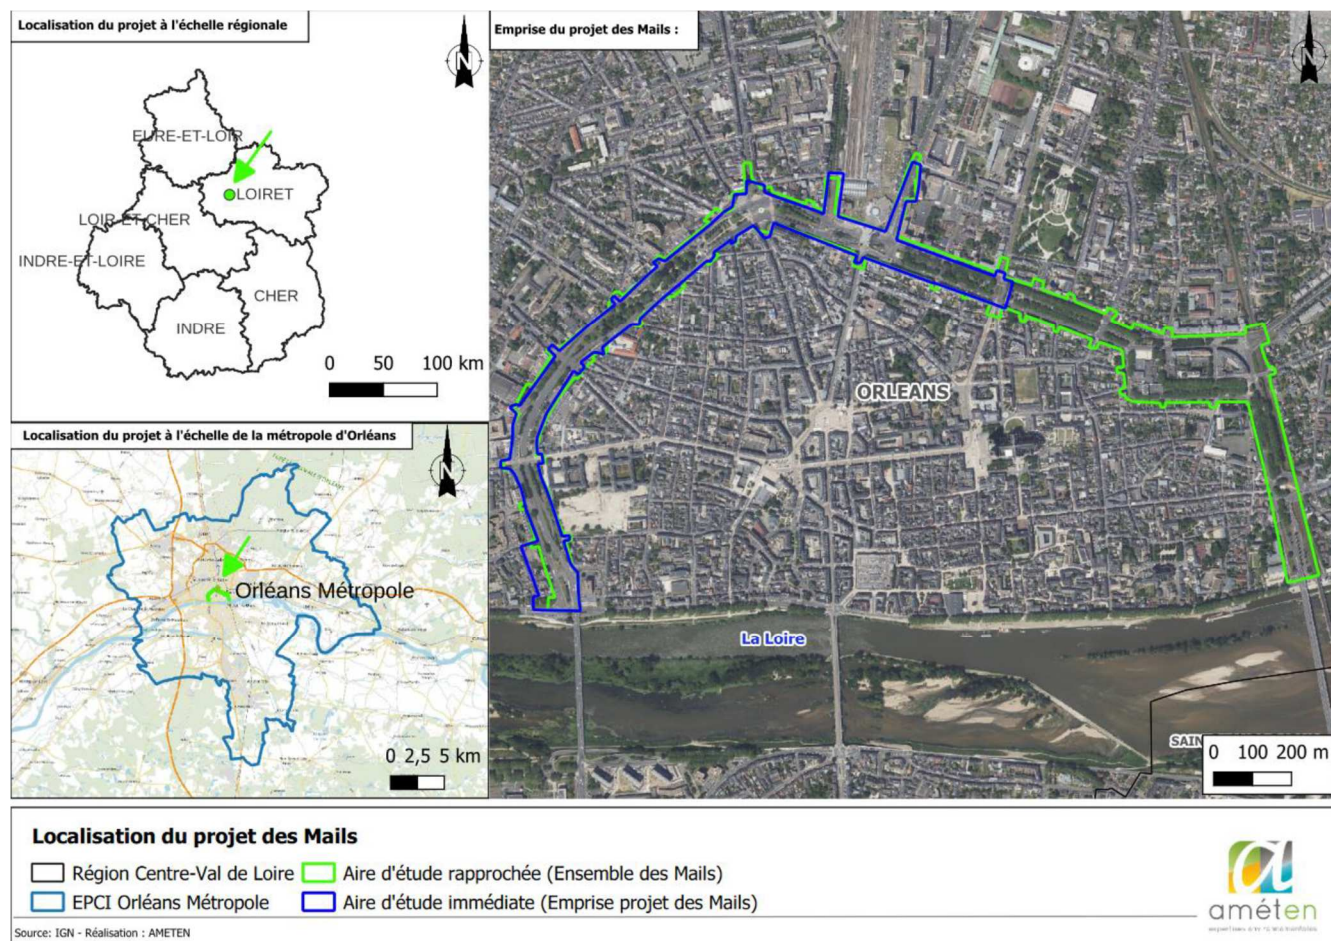 Localisation du projet à l'échelle régionale
N
EURE-ET-LOIR
LOIRET
LOIR-ET-CHER
INDRE-ET-LOIRE
CHER
INDRE
0 50 100 km
Localisation du projet à l'échelle de la métropole d'Orléans
N
Orléans Métropole
0 2,5 5 km
Emprise du projet des Mails :
N
ORLEANS
La Loire
0 100 200 m
Localisation du projet des Mails
Région Centre-Val de Loire
Aire d'étude rapprochée (Ensemble des Mails)
EPCI Orléans Métropole
Aire d'étude immédiate (Emprise projet des Mails)
améten
Source: IGN - Réalisation : AMETEN